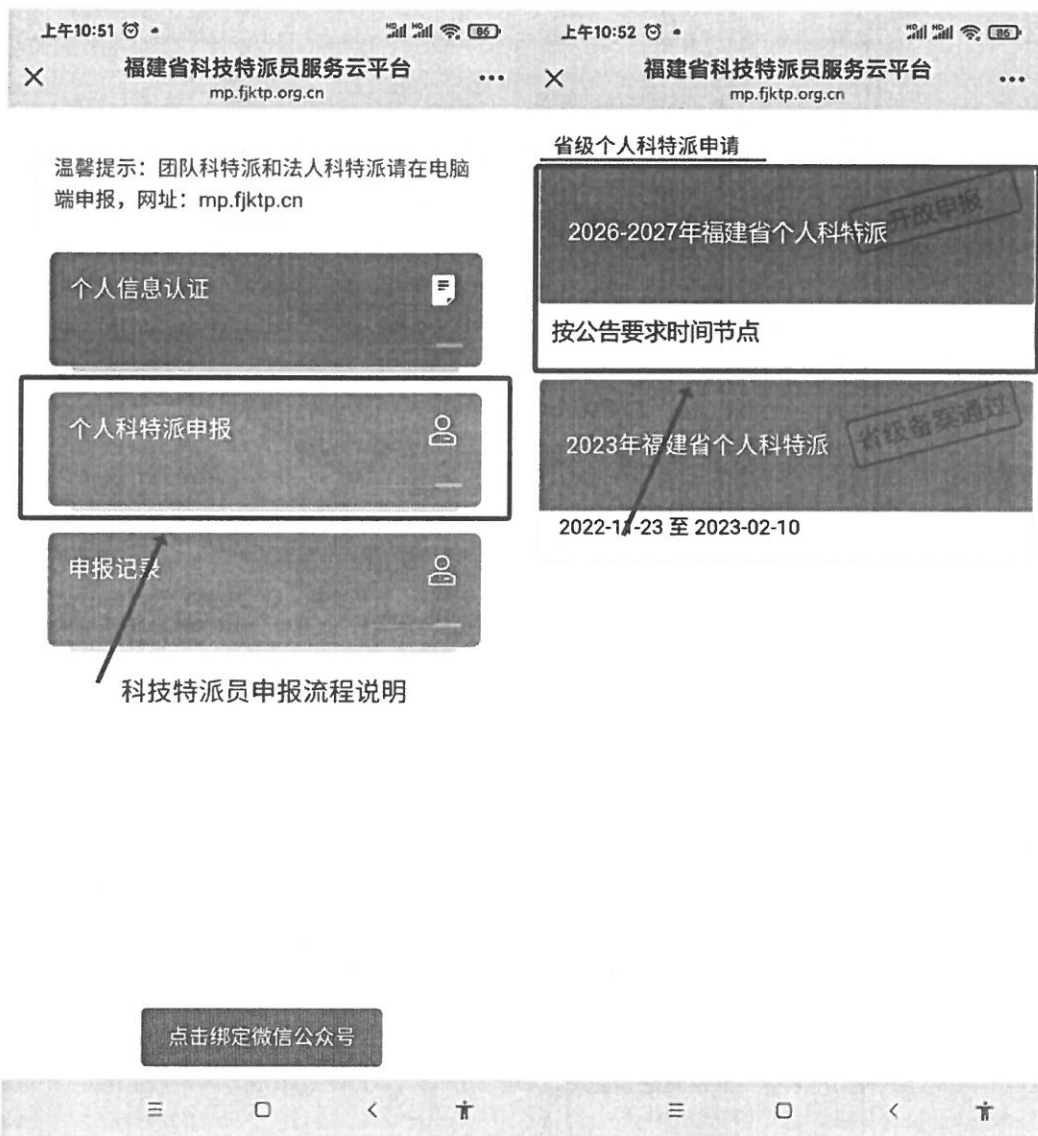 上午10:51
86
福建省科技特派员服务云平台
mp.fjktp.org.cn
温馨提示：团队科特派和法人科特派请在电脑
端申报，网址：mp.fjktp.cn
个人信息认证
个人科特派申报
申报记录
科技特派员申报流程说明
点击绑定微信公众号
上午10:52
86
福建省科技特派员服务云平台
mp.fjktp.org.cn
省级个人科特派申请
开放申报
2026-2027年福建省个人科特派
按公告要求时间节点
省级备案通过
2023年福建省个人科特派
2022-11-23 至 2023-02-10